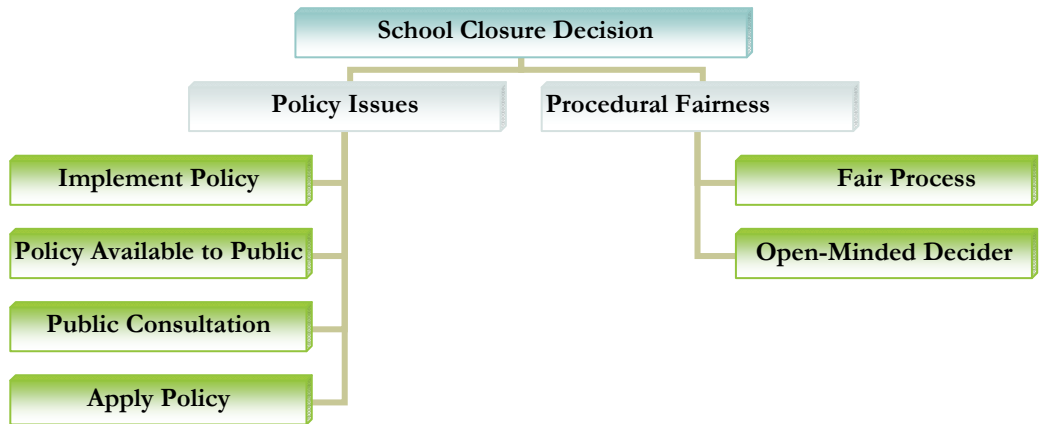 School Closure Decision
Policy Issues
Procedural Fairness
Implement Policy
Fair Process
Policy Available to Public
Open-Minded Decider
Public Consultation
Apply Policy